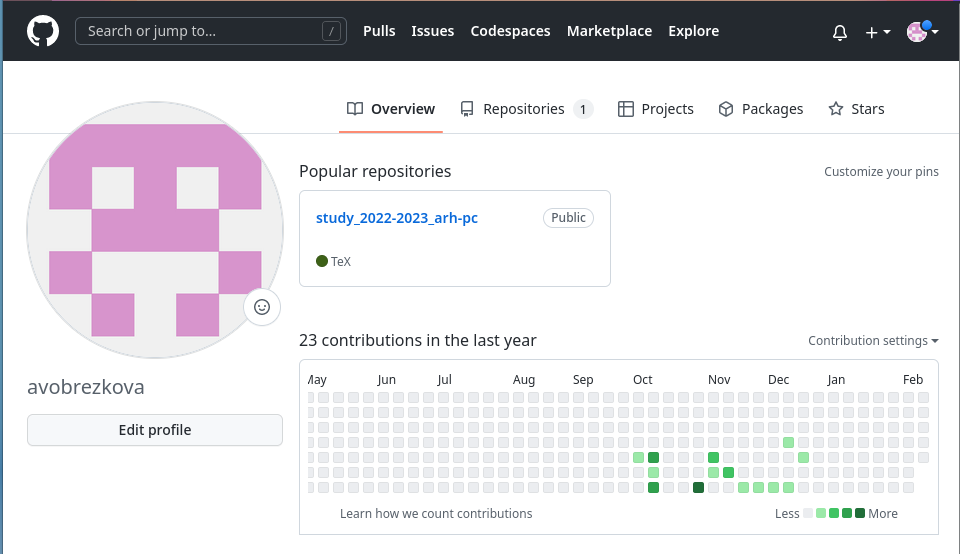 Search or jump to... / Pulls Issues Codespaces Marketplace Explore
Overview Repositories 1 Projects Packages Stars
Popular repositories Customize your pins
study_2022-2023_arh-pc Public
TeX
23 contributions in the last year Contribution settings
avobrezkova
Edit profile
May Jun Jul Aug Sep Oct Nov Dec Jan Feb
Learn how we count contributions Less More